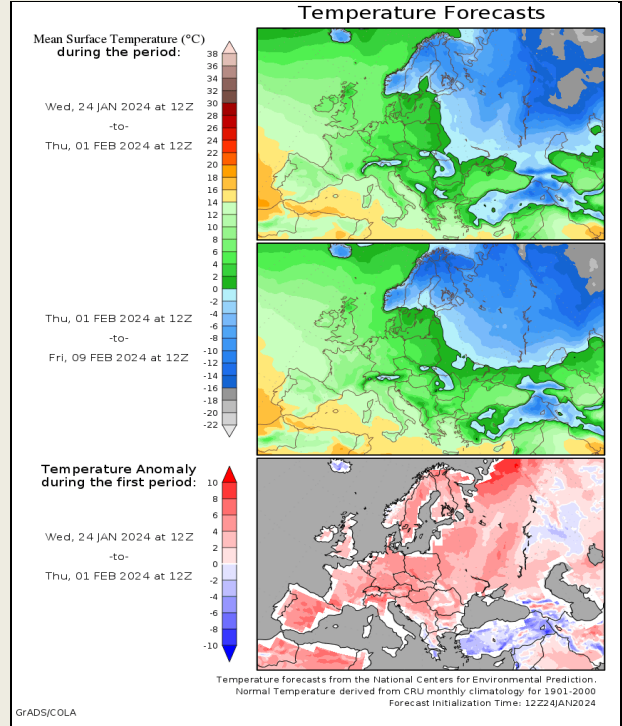 Temperature Forecasts
Mean Surface Temperature (°C)
during the period:
Wed, 24 JAN 2024 at 12Z
-to-
Thu, 01 FEB 2024 at 12Z
38
36
34
32
30
28
26
24
22
20
18
16
14
12
10
8
6
4
2
0
-2
-4
-6
-8
-10
-12
-14
-16
-18
-20
-22
Thu, 01 FEB 2024 at 12Z
-to-
Fri, 09 FEB 2024 at 12Z
Temperature Anomaly
during the first period:
Wed, 24 JAN 2024 at 12Z
-to-
Thu, 01 FEB 2024 at 12Z
10
8
6
4
2
0
-2
-4
-6
-8
-10
Temperature forecasts from the National Centers for Environmental Prediction.
Normal Temperature derived from CRU monthly climatology for 1901-2000
Forecast Initialization Time: 12Z24JAN2024
GrADS/COLA